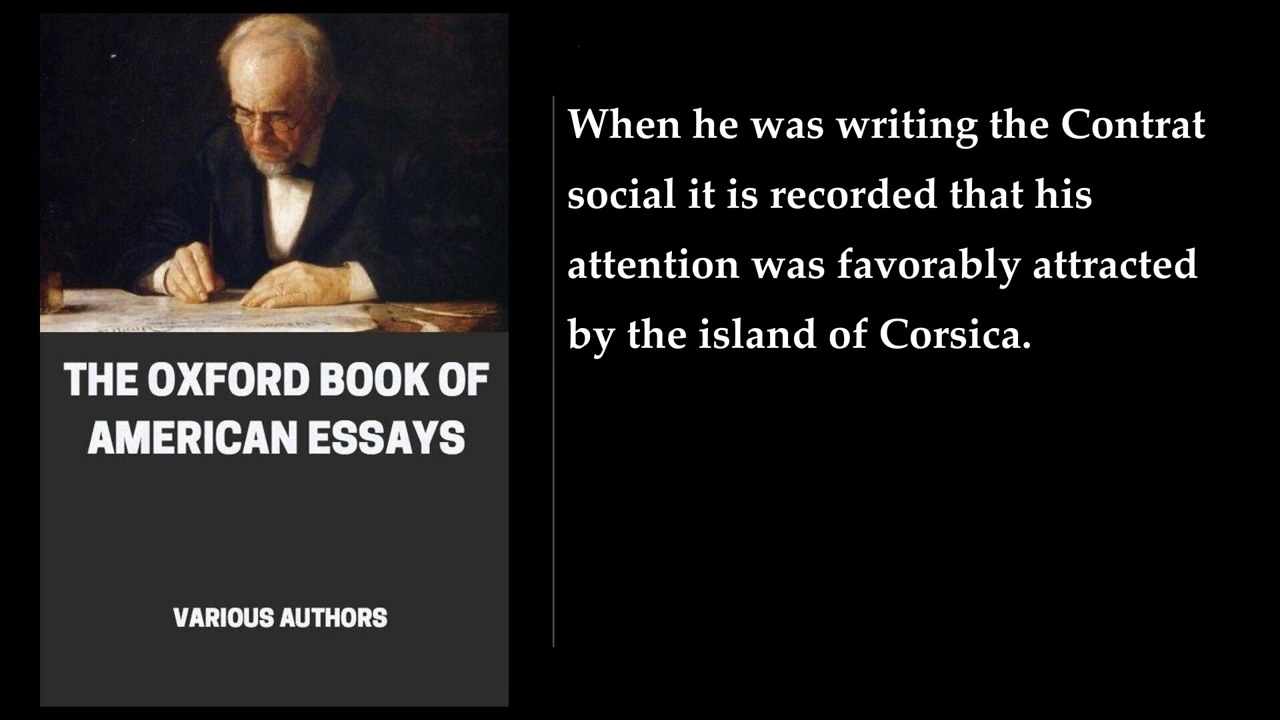 THE OXFORD BOOK OF
AMERICAN ESSAYS
VARIOUS AUTHORS
When he was writing the Contrat
social it is recorded that his
attention was favorably attracted
by the island of Corsica.